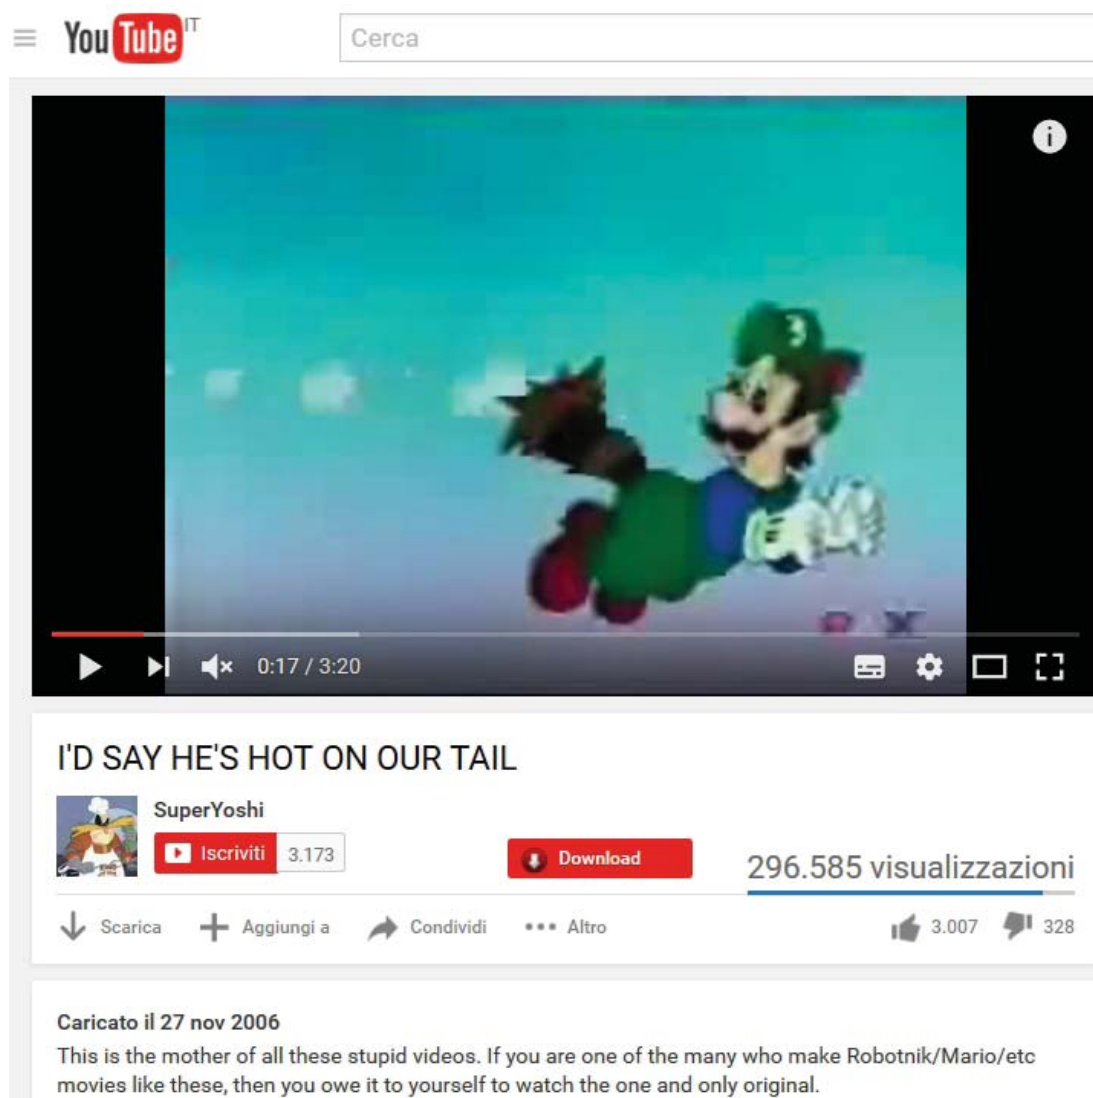 YouTube IT
Cerca
3
0:17 / 3:20
I'D SAY HE'S HOT ON OUR TAIL
SuperYoshi
Iscriviti 3.173
Download
296.585 visualizzazioni
Scarica Aggiungi a Condividi Altro 3.007 328
Caricato il 27 nov 2006
This is the mother of all these stupid videos. If you are one of the many who make Robotnik/Mario/etc
movies like these, then you owe it to yourself to watch the one and only original.